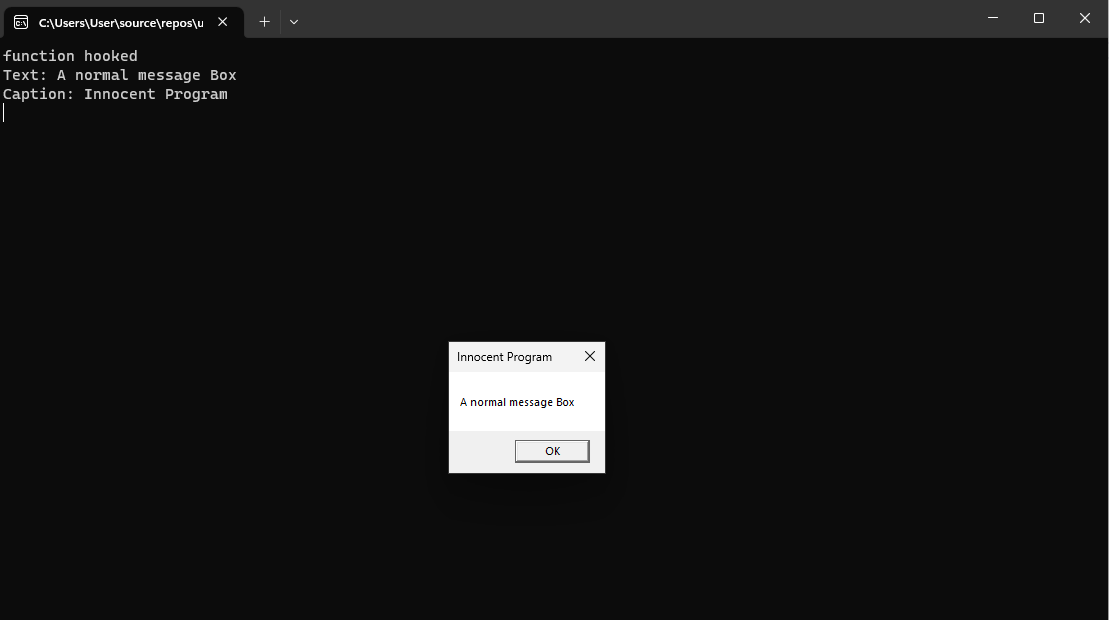 C:\Users\User\source\repos\u
function hooked
Text: A normal message Box
Caption: Innocent Program
Innocent Program
A normal message Box
OK